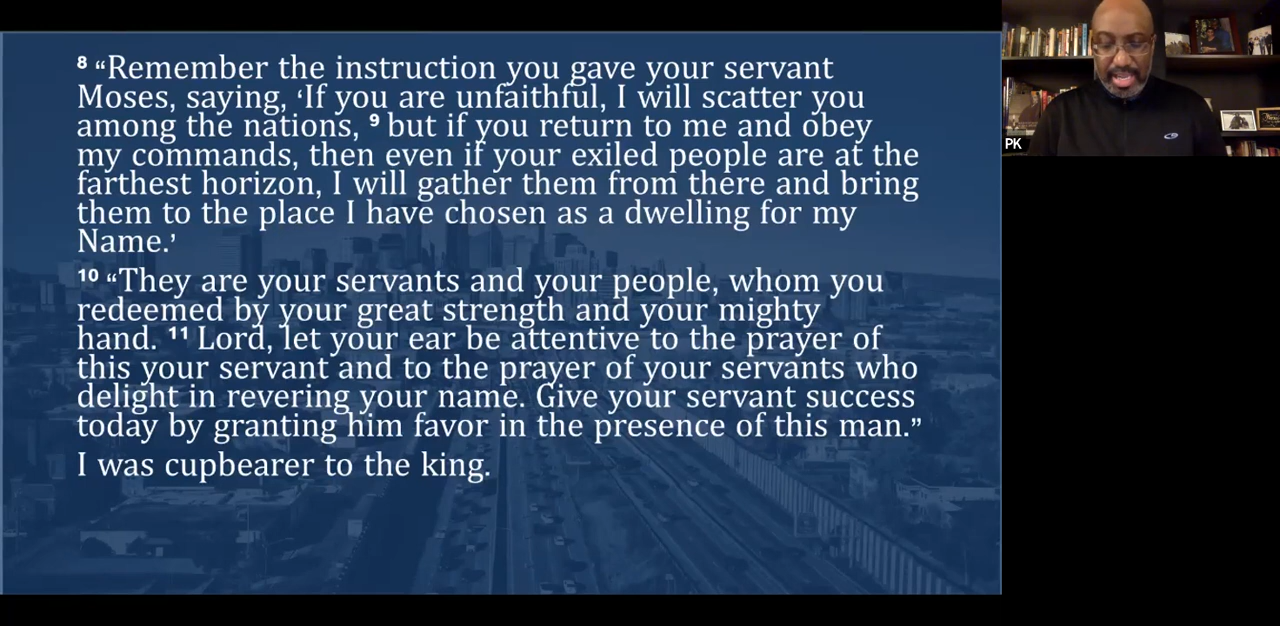 8 “Remember the instruction you gave your servant
Moses, saying, ‘If you are unfaithful, I will scatter you
among the nations, 9 but if you return to me and obey
my commands, then even if your exiled people are at the
farthest horizon, I will gather them from there and bring
them to the place I have chosen as a dwelling for my
Name.’
10 “They are your servants and your people, whom you
redeemed by your great strength and your mighty
hand. 11 Lord, let your ear be attentive to the prayer of
this your servant and to the prayer of your servants who
delight in revering your name. Give your servant success
today by granting him favor in the presence of this man.”
I was cupbearer to the king.
PK